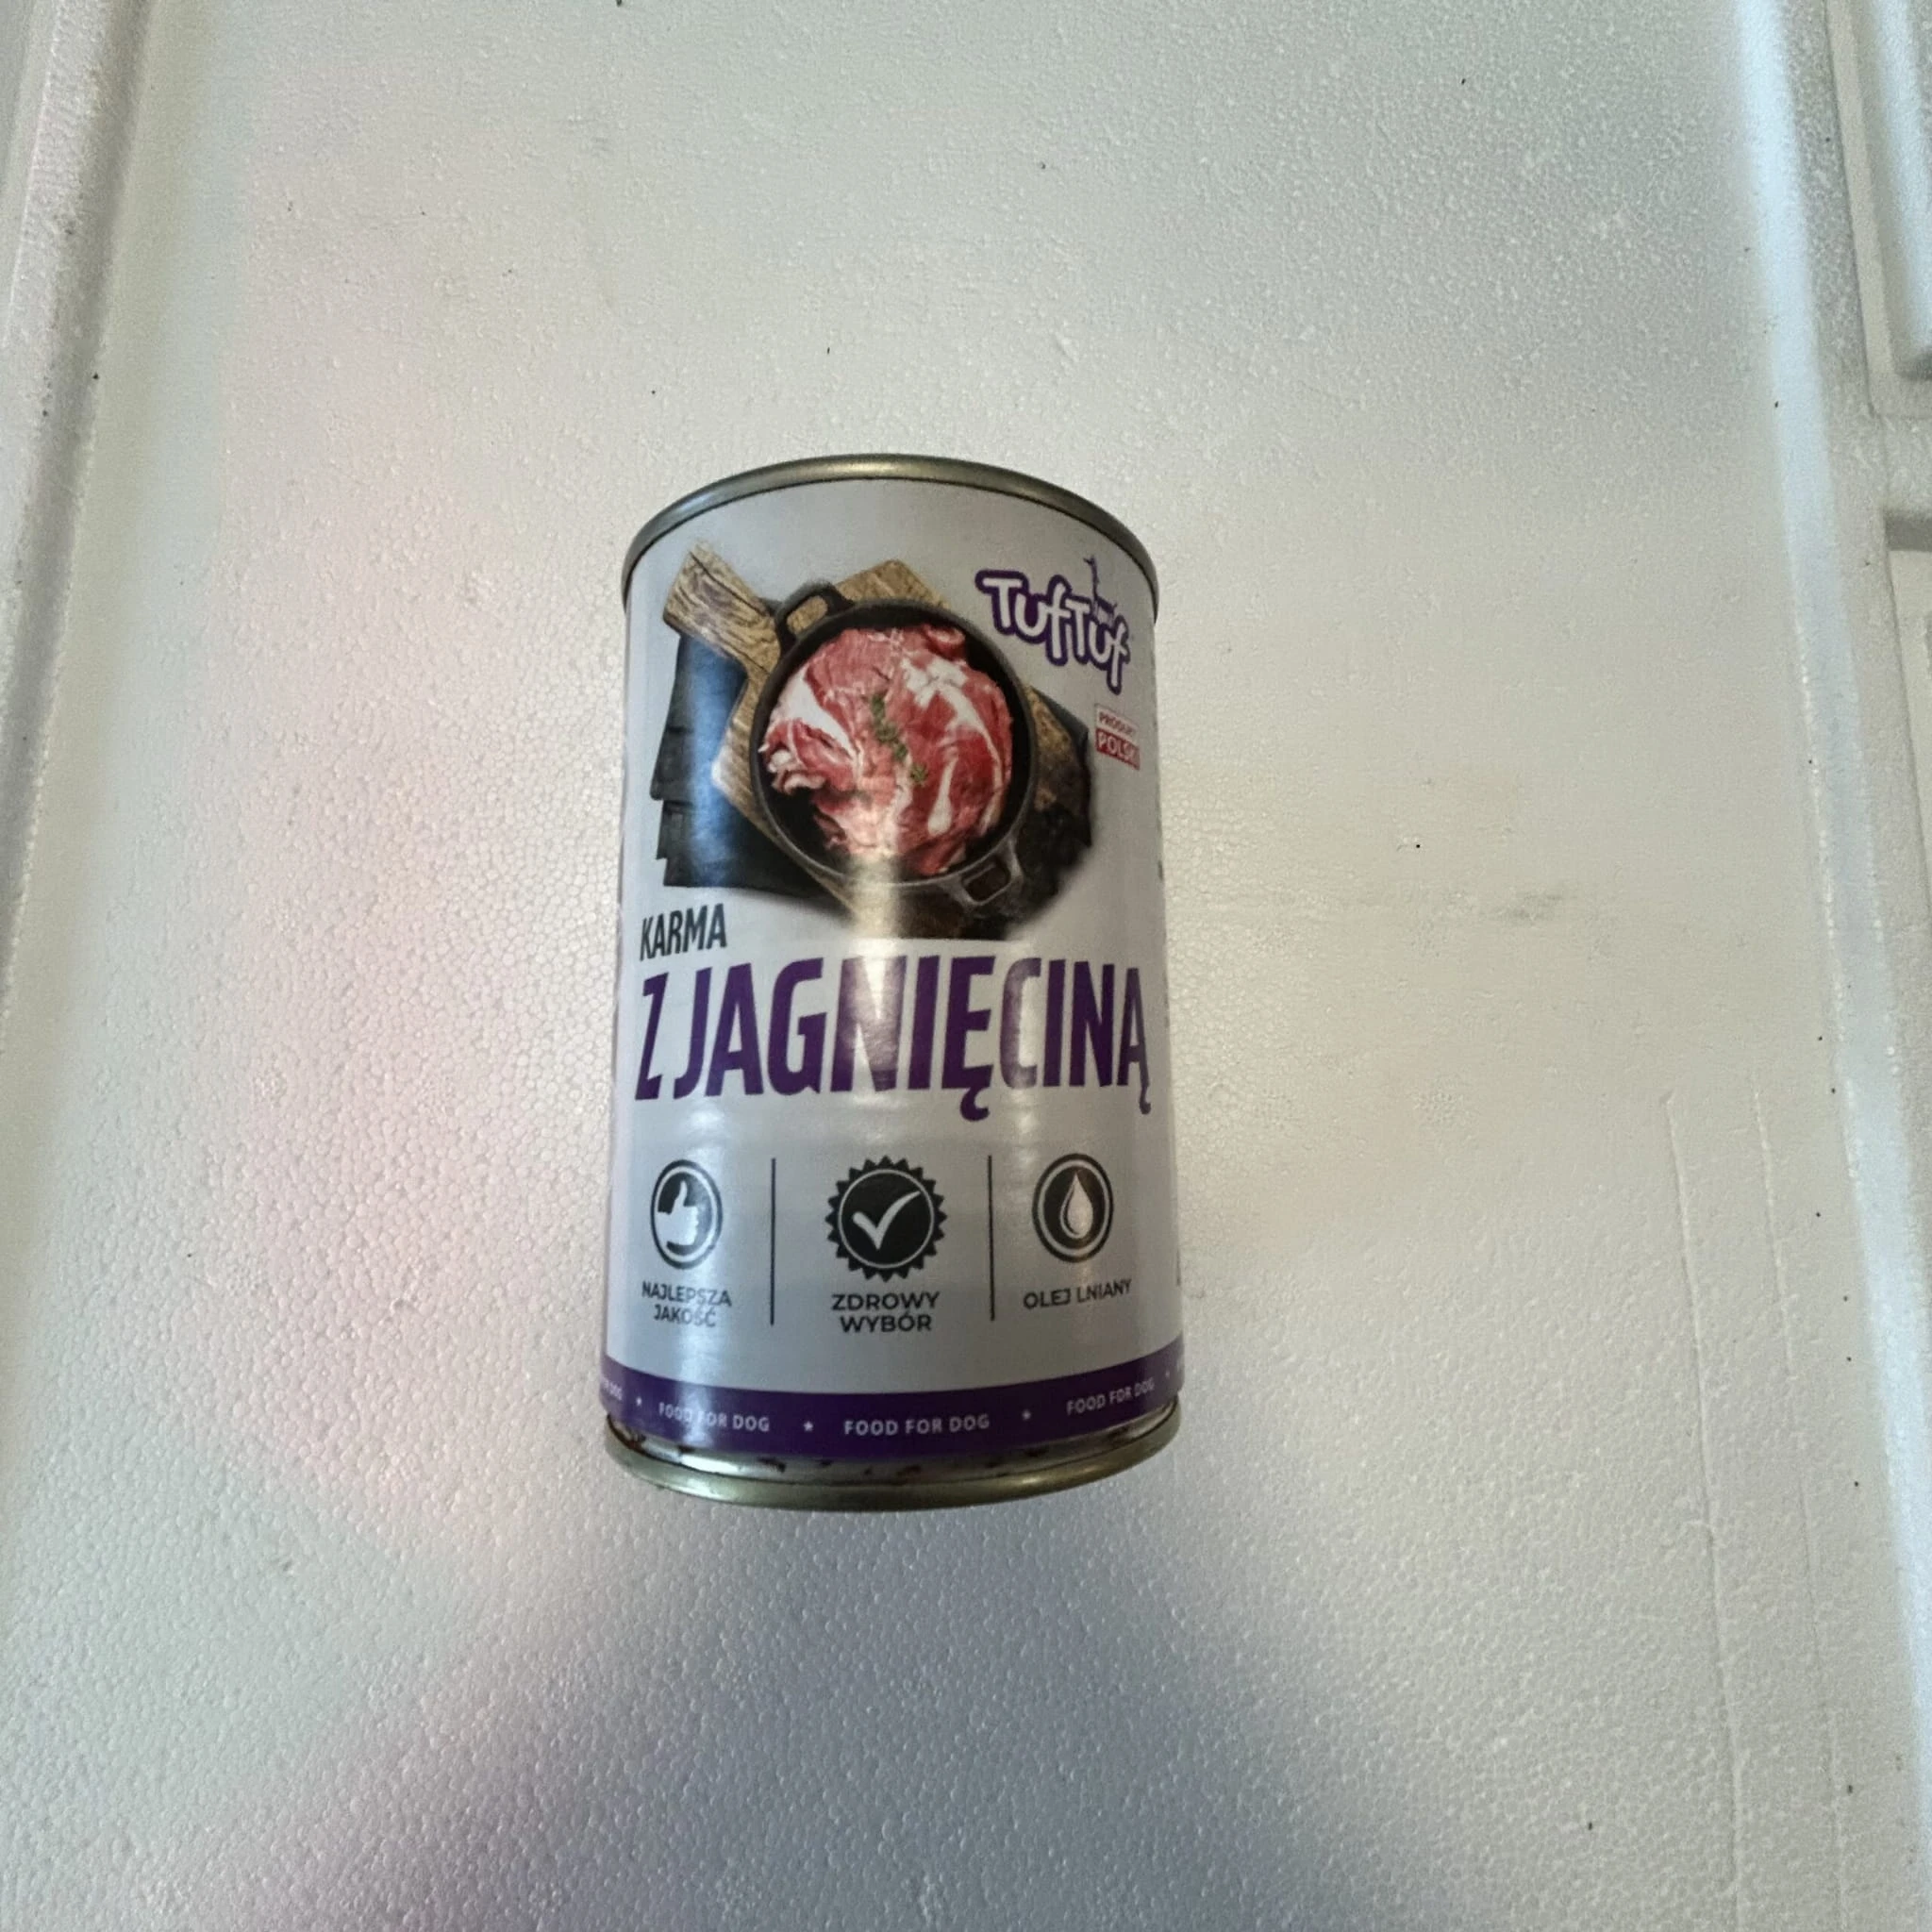 TufTuf
PRODUKT
POLSKI
KARMA
Z JAGNIĘCINĄ
NAJLEPSZA
JAKOŚĆ
ZDROWY
WYBÓR
OLEJ LNIANY
DOG * FOOD FOR DOG * FOOD FOR DOG * FOOD FOR DOG *